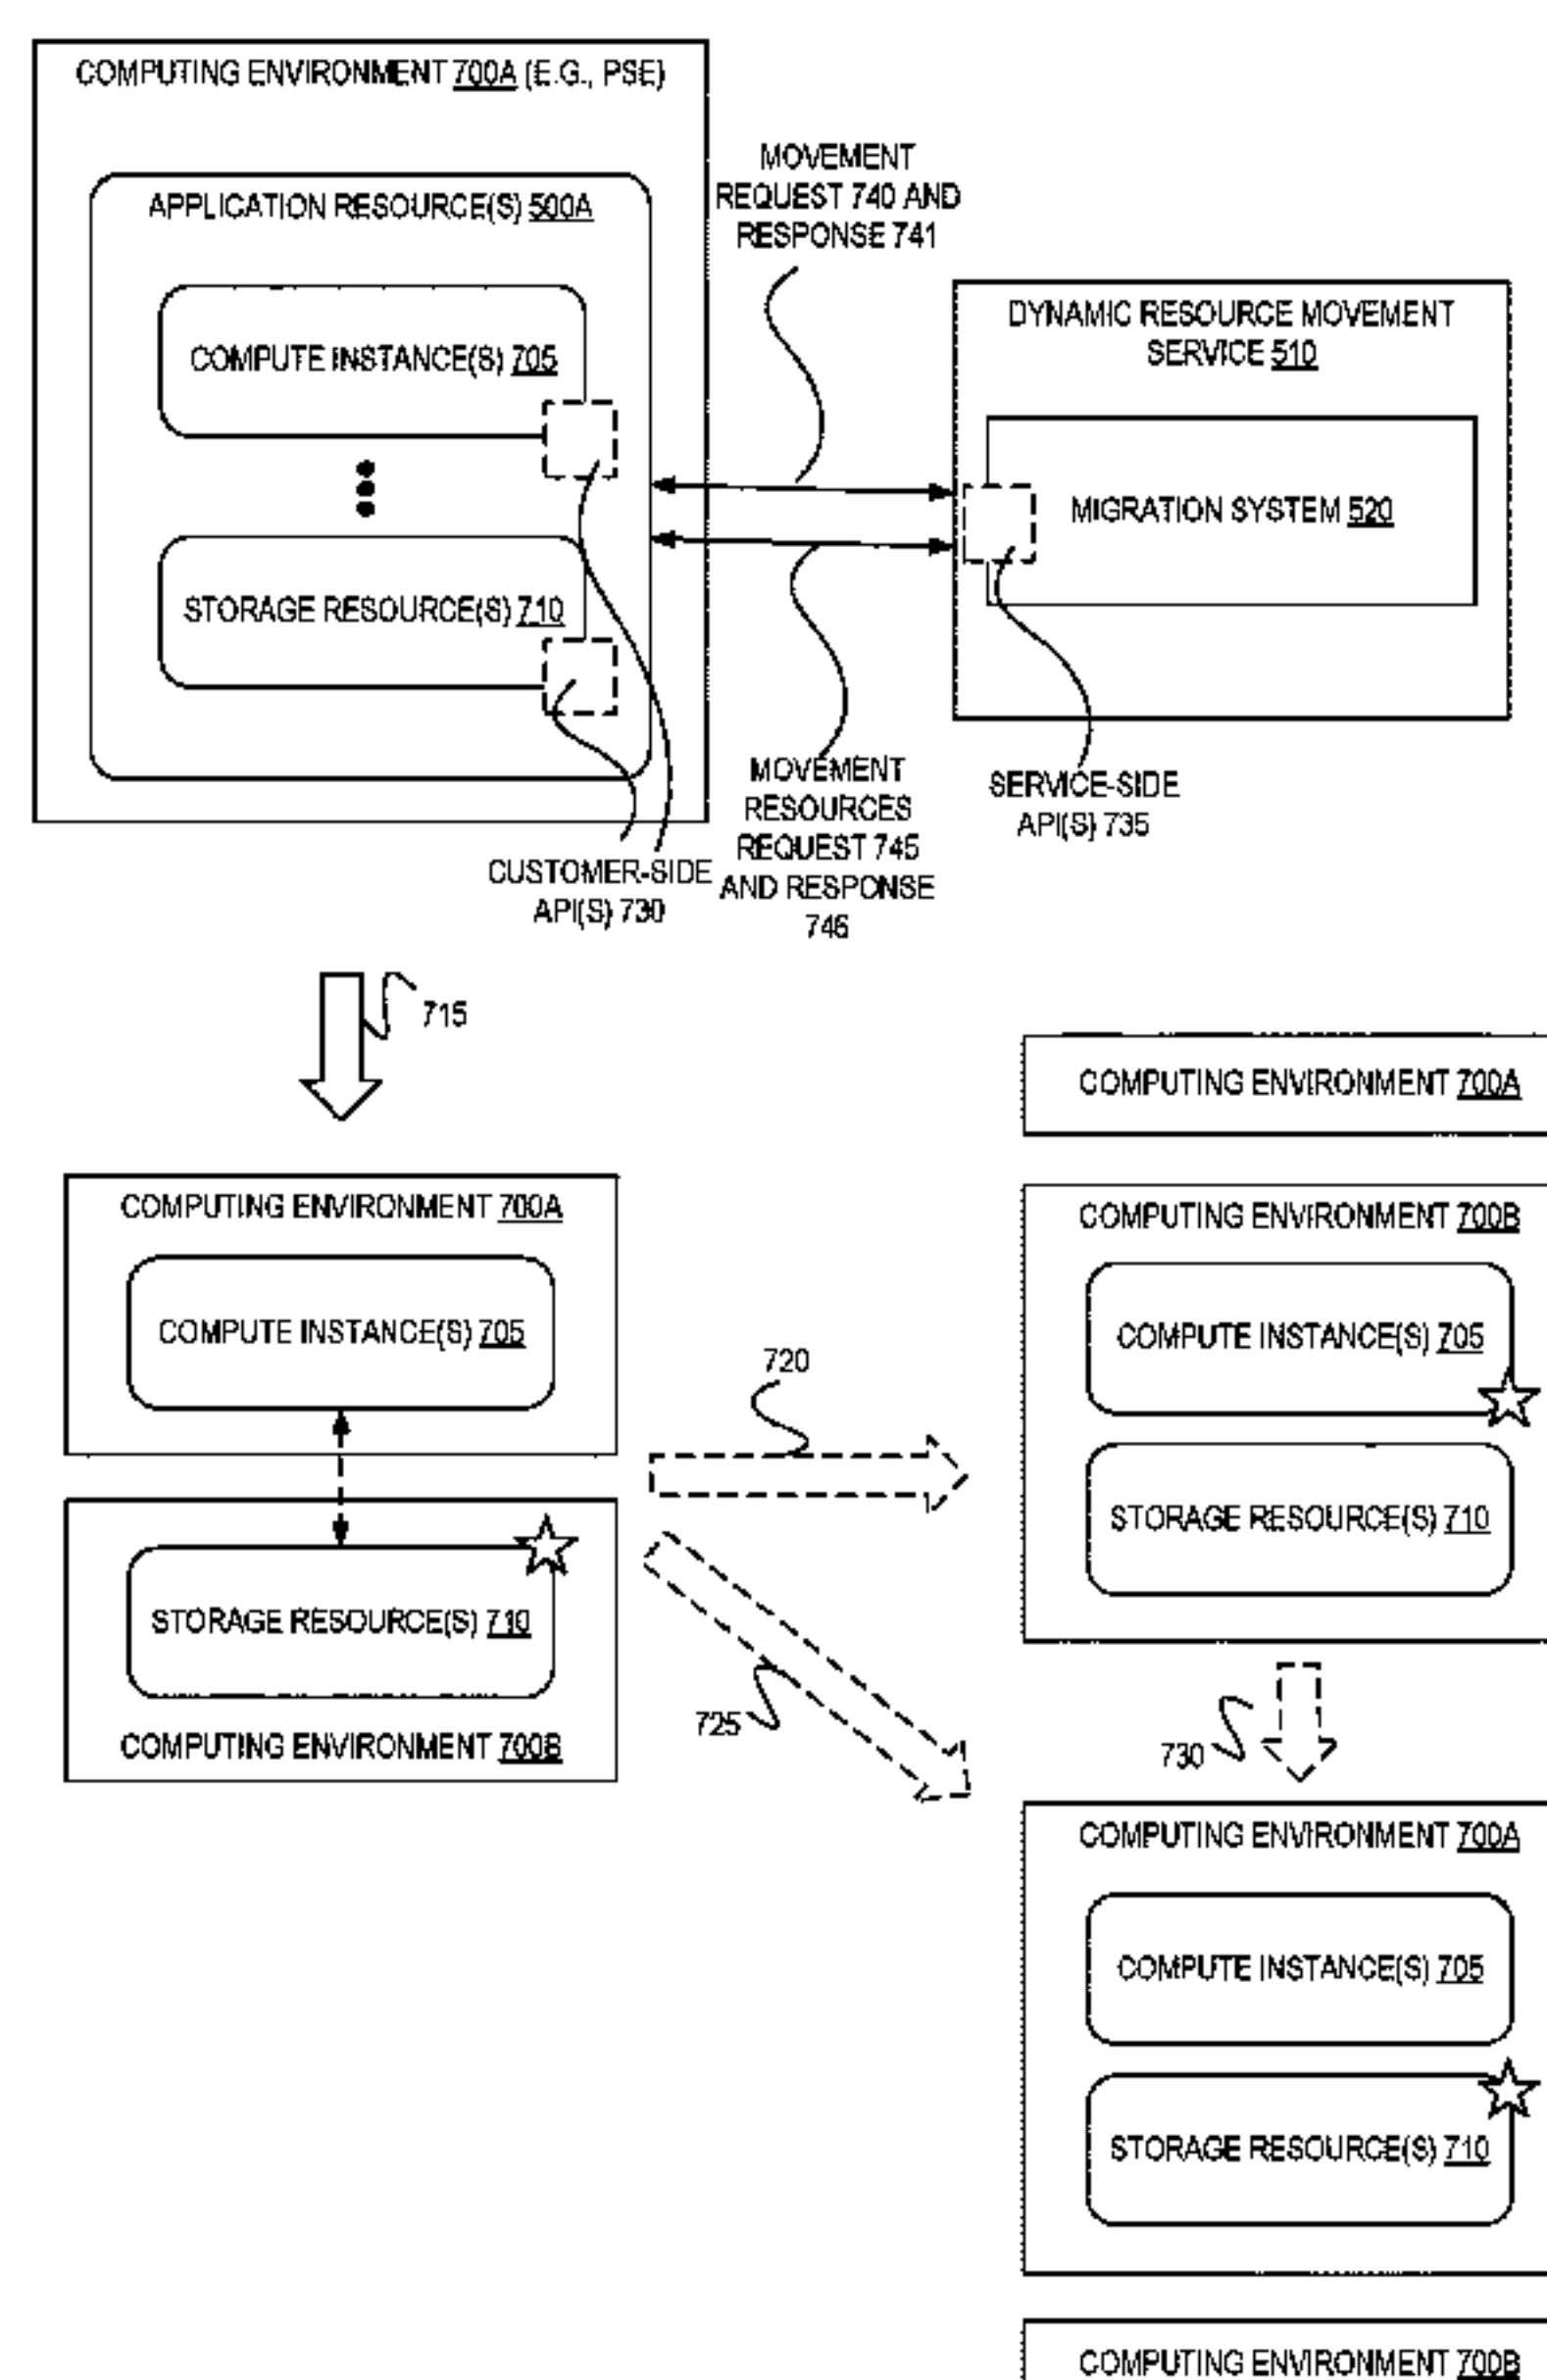 COMPUTING ENVIRONMENT 700A (E.G., PSE)
APPLICATION RESOURCE(S) 500A
COMPUTE INSTANCE(S) 705
STORAGE RESOURCE(S) 710
MOVEMENT
REQUEST 740 AND
RESPONSE 741
DYNAMIC RESOURCE MOVEMENT
SERVICE 510
MIGRATION SYSTEM 520
MOVEMENT
RESOURCES
REQUEST 745
AND RESPONSE
746
SERVICE-SIDE
API(S) 735
CUSTOMER-SIDE
API(S) 730
715
COMPUTING ENVIRONMENT 700A
COMPUTE INSTANCE(S) 705
STORAGE RESOURCE(S) 710
COMPUTING ENVIRONMENT 700B
720
725
COMPUTING ENVIRONMENT 700A
COMPUTING ENVIRONMENT 700B
COMPUTE INSTANCE(S) 705
STORAGE RESOURCE(S) 710
730
COMPUTING ENVIRONMENT 700A
COMPUTE INSTANCE(S) 705
STORAGE RESOURCE(S) 710
COMPUTING ENVIRONMENT 700B